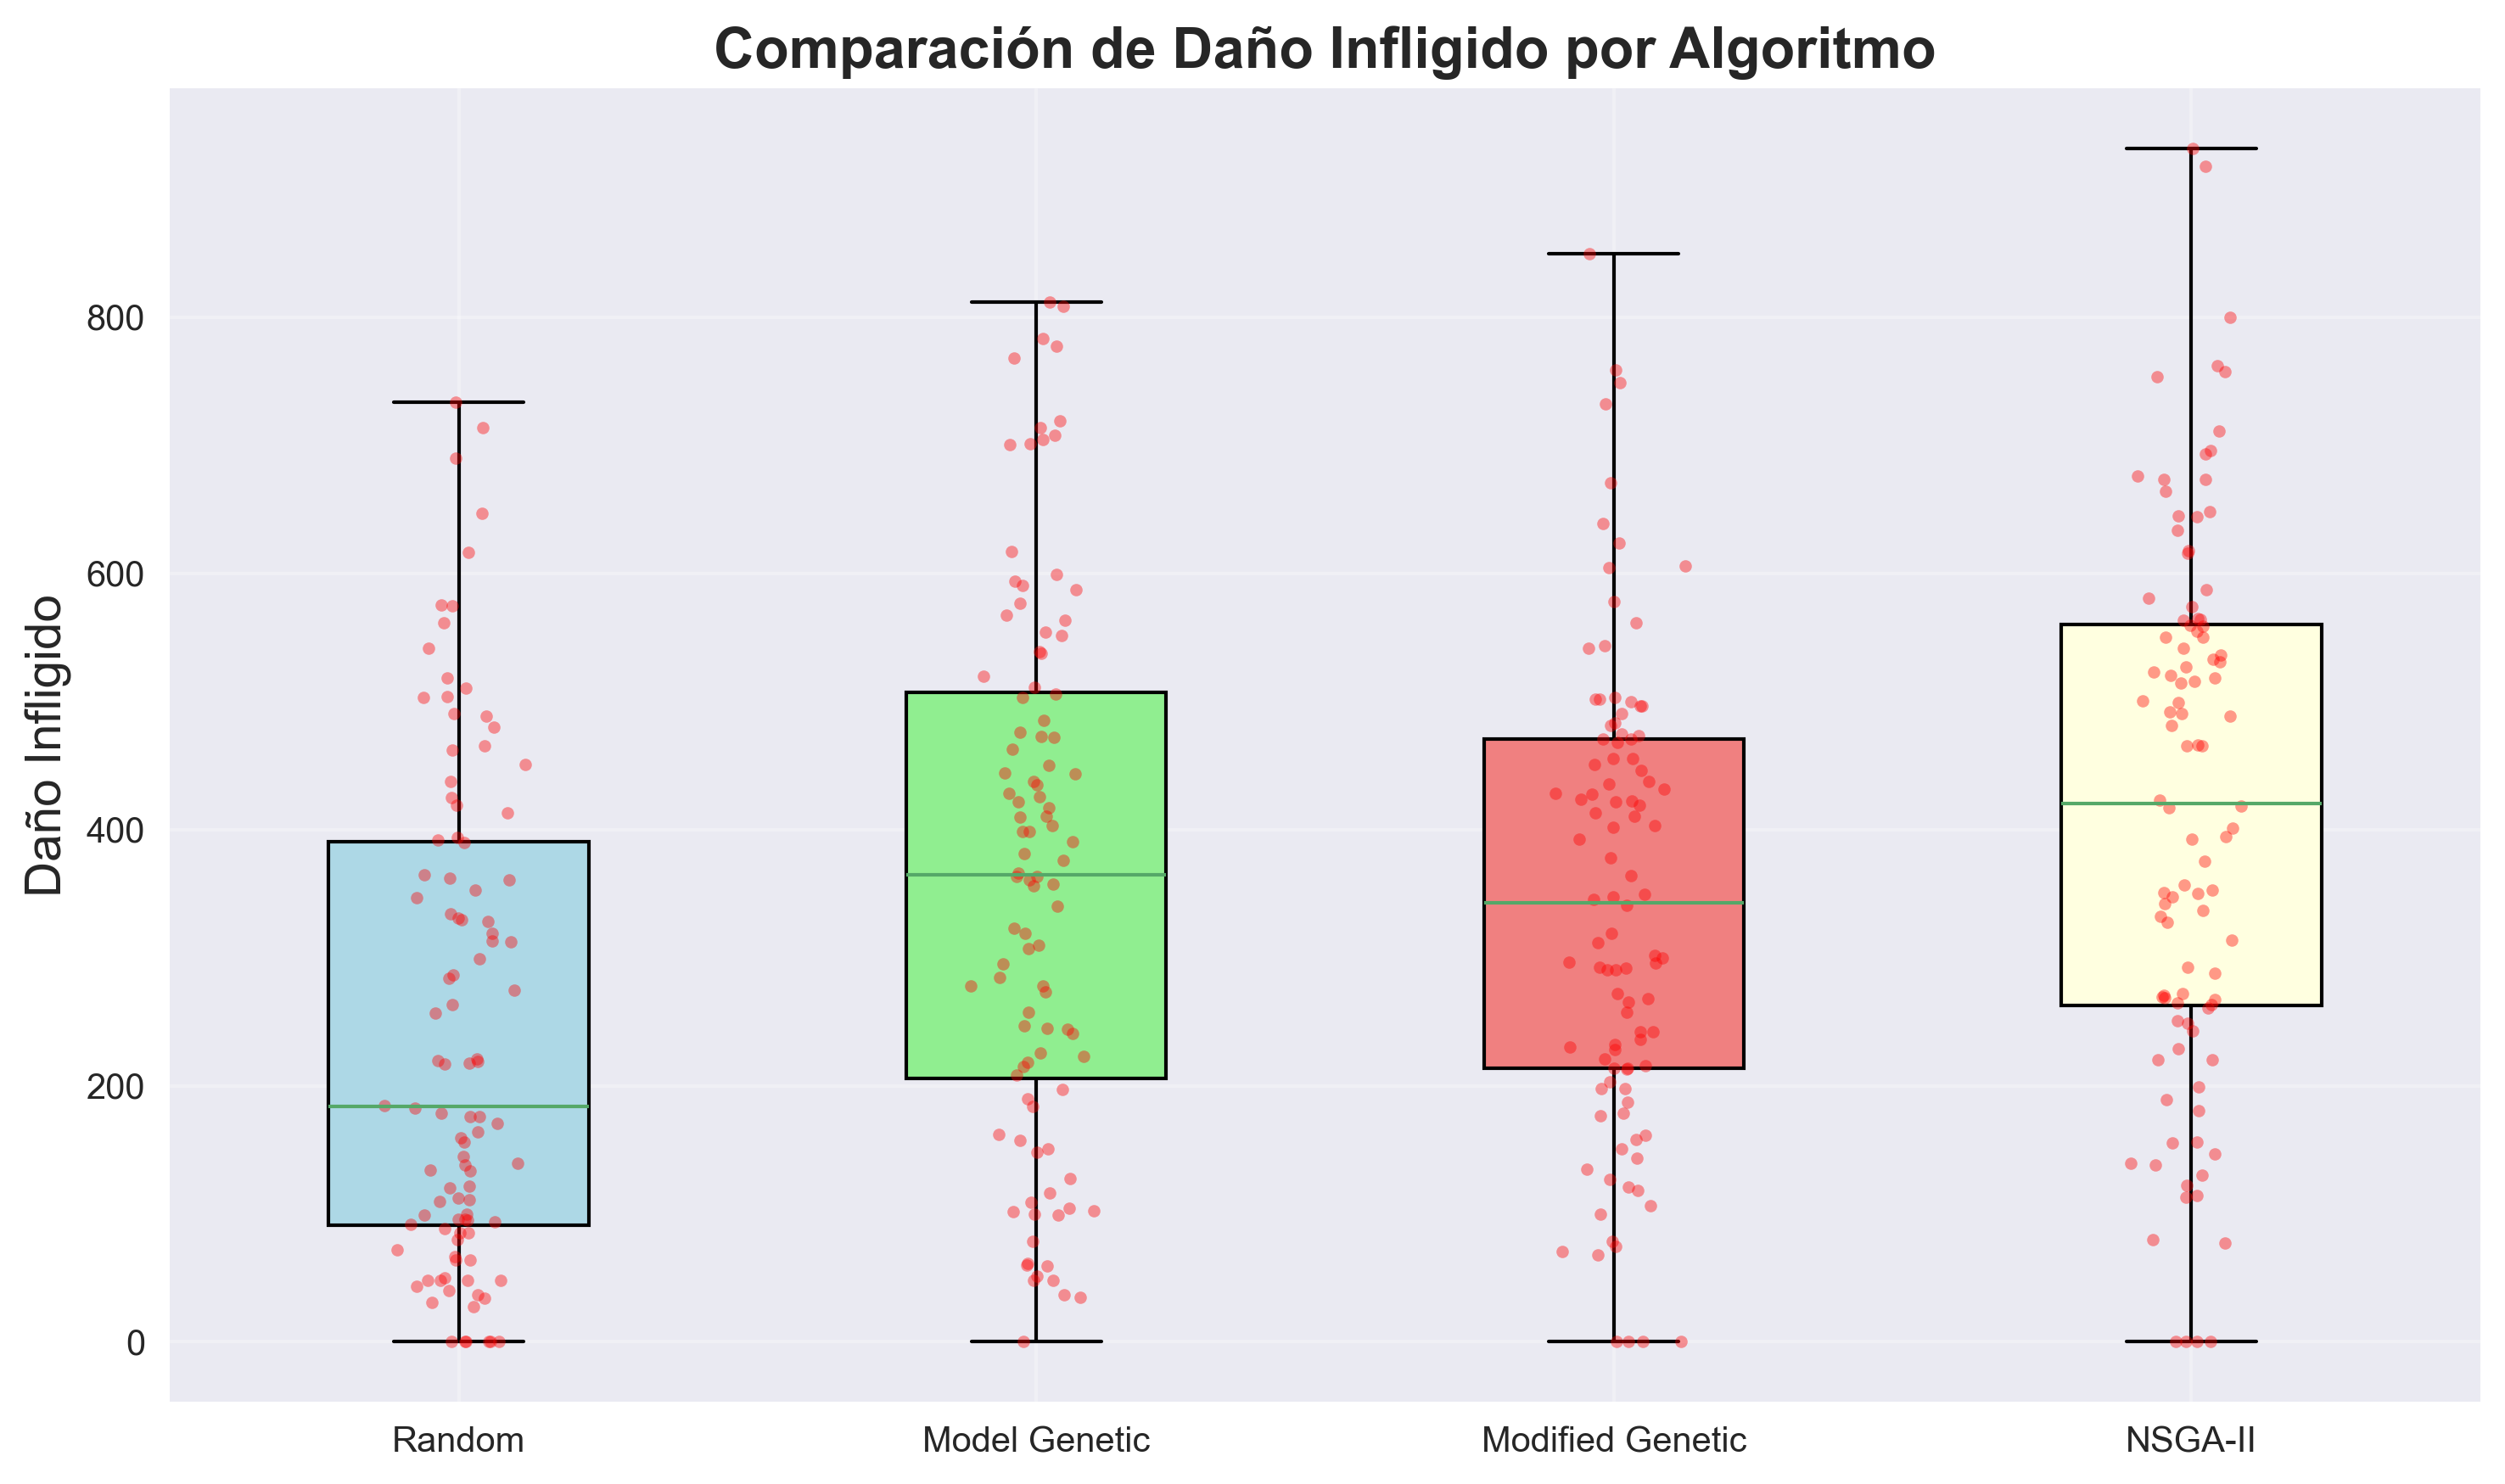 Comparación de Daño Infligido por Algoritmo
Daño Infligido
800
600
400
200
0
Random
Model Genetic
Modified Genetic
NSGA-II